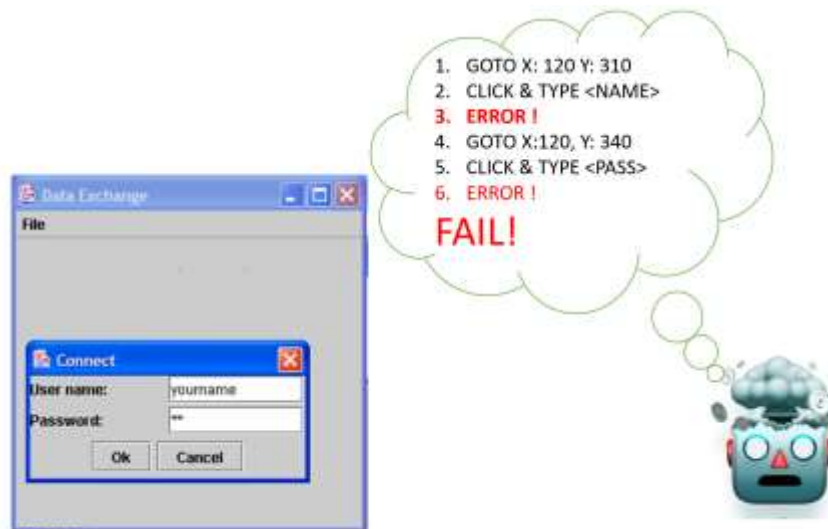 1. GOTO X: 120 Y: 310
2. CLICK & TYPE <NAME>
3. ERROR !
4. GOTO X:120, Y: 340
5. CLICK & TYPE <PASS>
6. ERROR !
FAIL!
Data Exchange
File
Connect
User name: yourname
Password: **
Ok Cancel